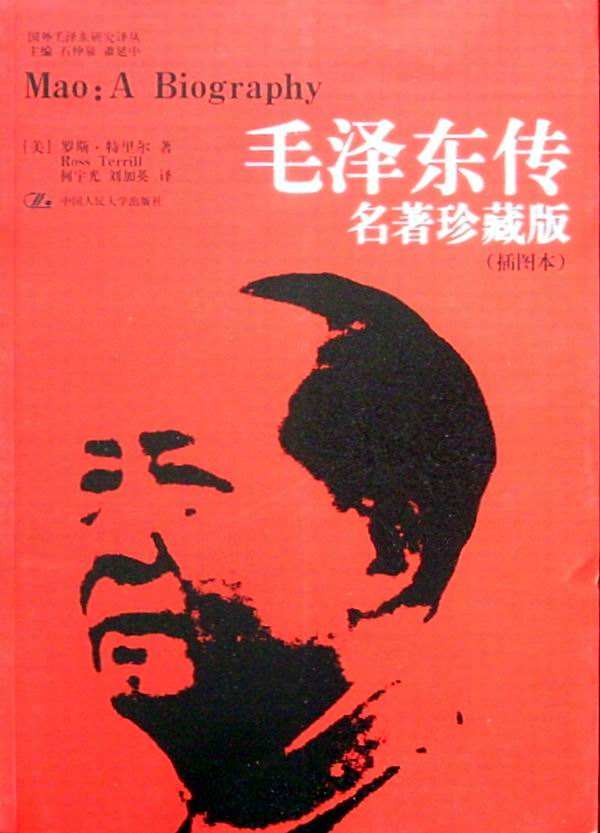 国外毛泽东研究译丛
主编 石仲泉 萧延中
Mao: A Biography
[美] 罗斯·特里尔 著
Ross Terrill
何宇光 刘加英 译
中国人民大学出版社
毛泽东传
名著珍藏版
（插图本）